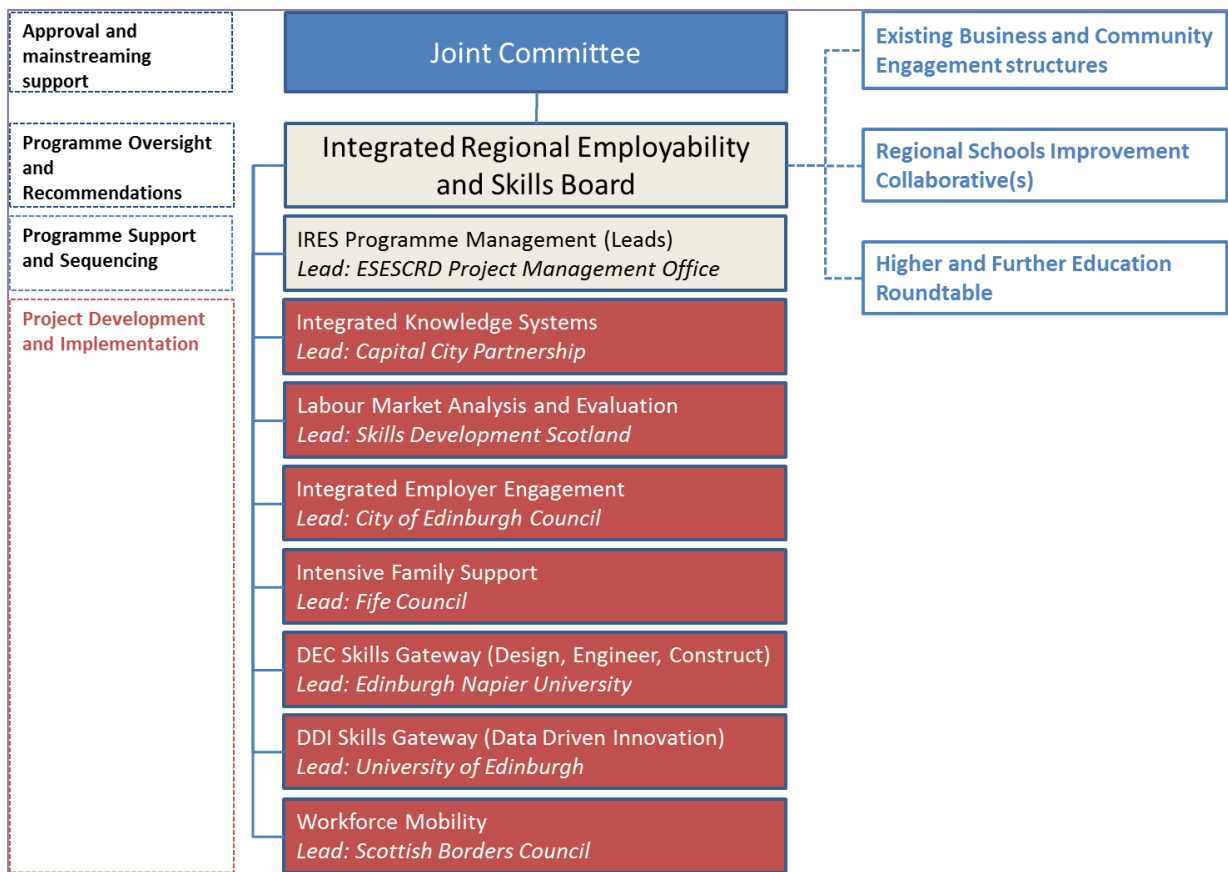 Approval and
mainstreaming
support
Joint Committee
Existing Business and Community
Engagement structures
Programme Oversight
and
Recommendations
Integrated Regional Employability
and Skills Board
Regional Schools Improvement
Collaborative(s)
Programme Support
and Sequencing
IRES Programme Management (Leads)
Lead: ESESCRD Project Management Office
Higher and Further Education
Roundtable
Project Development
and Implementation
Integrated Knowledge Systems
Lead: Capital City Partnership
Labour Market Analysis and Evaluation
Lead: Skills Development Scotland
Integrated Employer Engagement
Lead: City of Edinburgh Council
Intensive Family Support
Lead: Fife Council
DEC Skills Gateway (Design, Engineer, Construct)
Lead: Edinburgh Napier University
DDI Skills Gateway (Data Driven Innovation)
Lead: University of Edinburgh
Workforce Mobility
Lead: Scottish Borders Council